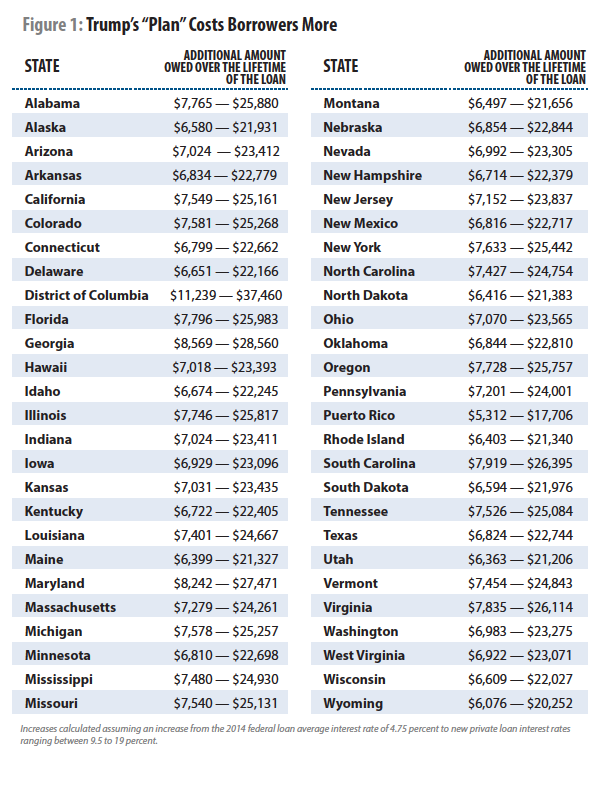 Figure 1: Trump’s “Plan” Costs Borrowers More
STATE
ADDITIONAL AMOUNT
OWED OVER THE LIFETIME
OF THE LOAN
Alabama $7,765 — $25,880
Alaska $6,580 — $21,931
Arizona $7,024 — $23,412
Arkansas $6,834 — $22,779
California $7,549 — $25,161
Colorado $7,581 — $25,268
Connecticut $6,799 — $22,662
Delaware $6,651 — $22,166
District of Columbia $11,239 — $37,460
Florida $7,796 — $25,983
Georgia $8,569 — $28,560
Hawaii $7,018 — $23,393
Idaho $6,674 — $22,245
Illinois $7,746 — $25,817
Indiana $7,024 — $23,411
Iowa $6,929 — $23,096
Kansas $7,031 — $23,435
Kentucky $6,722 — $22,405
Louisiana $7,401 — $24,667
Maine $6,399 — $21,327
Maryland $8,242 — $27,471
Massachusetts $7,279 — $24,261
Michigan $7,578 — $25,257
Minnesota $6,810 — $22,698
Mississippi $7,480 — $24,930
Missouri $7,540 — $25,131
STATE
ADDITIONAL AMOUNT
OWED OVER THE LIFETIME
OF THE LOAN
Montana $6,497 — $21,656
Nebraska $6,854 — $22,844
Nevada $6,992 — $23,305
New Hampshire $6,714 — $22,379
New Jersey $7,152 — $23,837
New Mexico $6,816 — $22,717
New York $7,633 — $25,442
North Carolina $7,427 — $24,754
North Dakota $6,416 — $21,383
Ohio $7,070 — $23,565
Oklahoma $6,844 — $22,810
Oregon $7,728 — $25,757
Pennsylvania $7,201 — $24,001
Puerto Rico $5,312 — $17,706
Rhode Island $6,403 — $21,340
South Carolina $7,919 — $26,395
South Dakota $6,594 — $21,976
Tennessee $7,526 — $25,084
Texas $6,824 — $22,744
Utah $6,363 — $21,206
Vermont $7,454 — $24,843
Virginia $7,835 — $26,114
Washington $6,983 — $23,275
West Virginia $6,922 — $23,071
Wisconsin $6,609 — $22,027
Wyoming $6,076 — $20,252
Increases calculated assuming an increase from the 2014 federal loan average interest rate of 4.75 percent to new private loan interest rates
ranging between 9.5 to 19 percent.